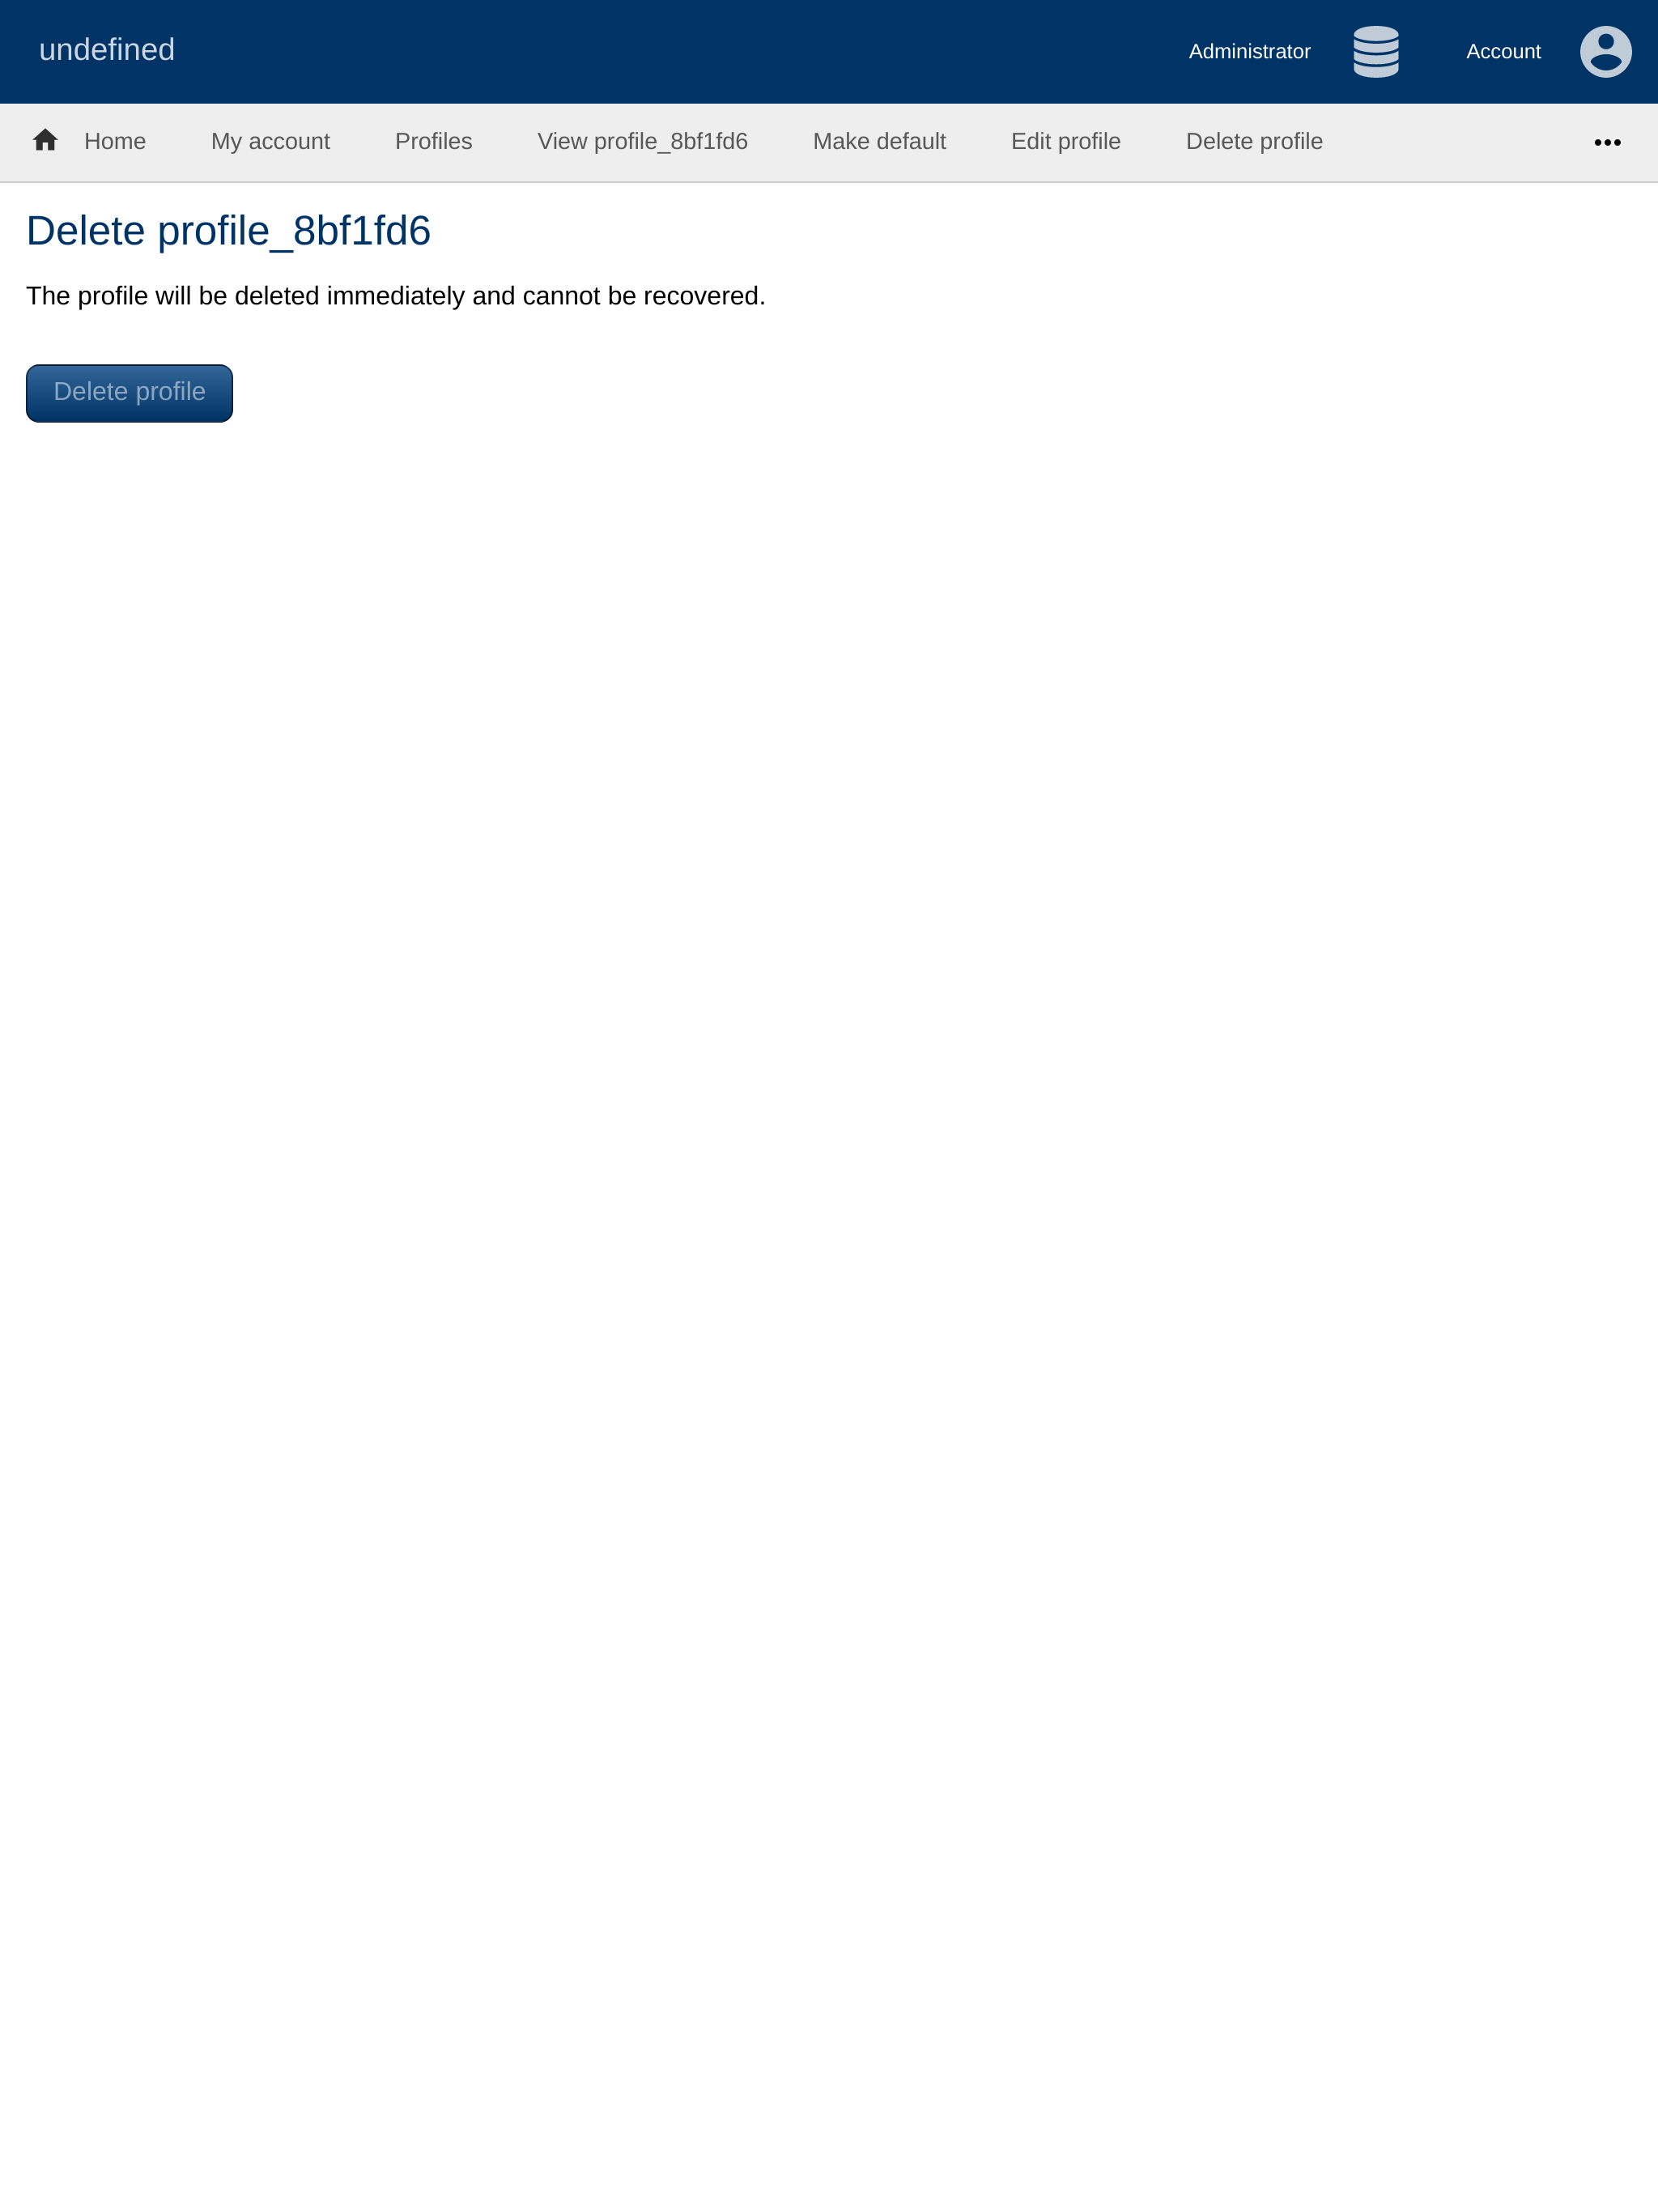 undefined
Administrator
Account
Home
My account
Profiles
View profile_8bf1fd6
Make default
Edit profile
Delete profile
Delete profile_8bf1fd6
The profile will be deleted immediately and cannot be recovered.
Delete profile